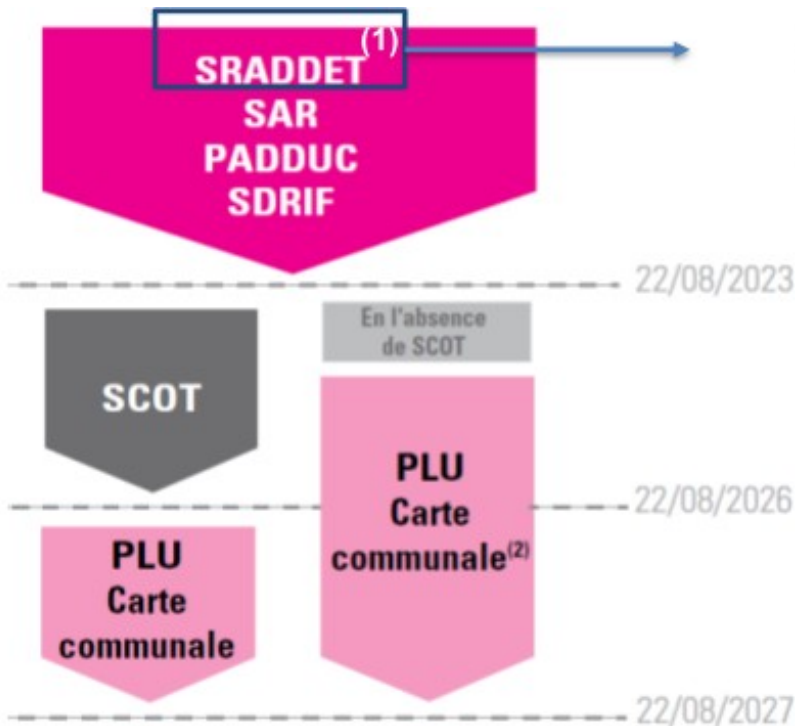 (1)
SRADDET
SAR
PADDUC
SDRIF
22/08/2023
En l'absence
de SCOT
SCOT
PLU
Carte
communale(2)
22/08/2026
PLU
Carte
communale
22/08/2027